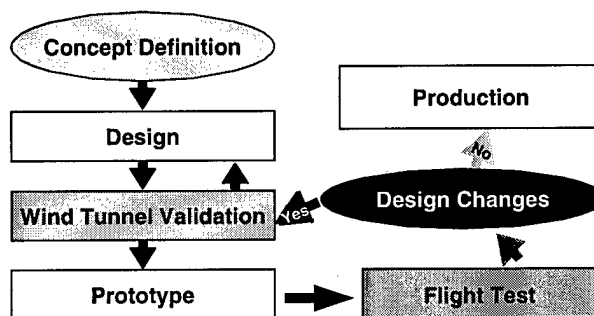 Concept Definition
Design
Wind Tunnel Validation
Prototype
Production
No
Design Changes
Yes
Flight Test